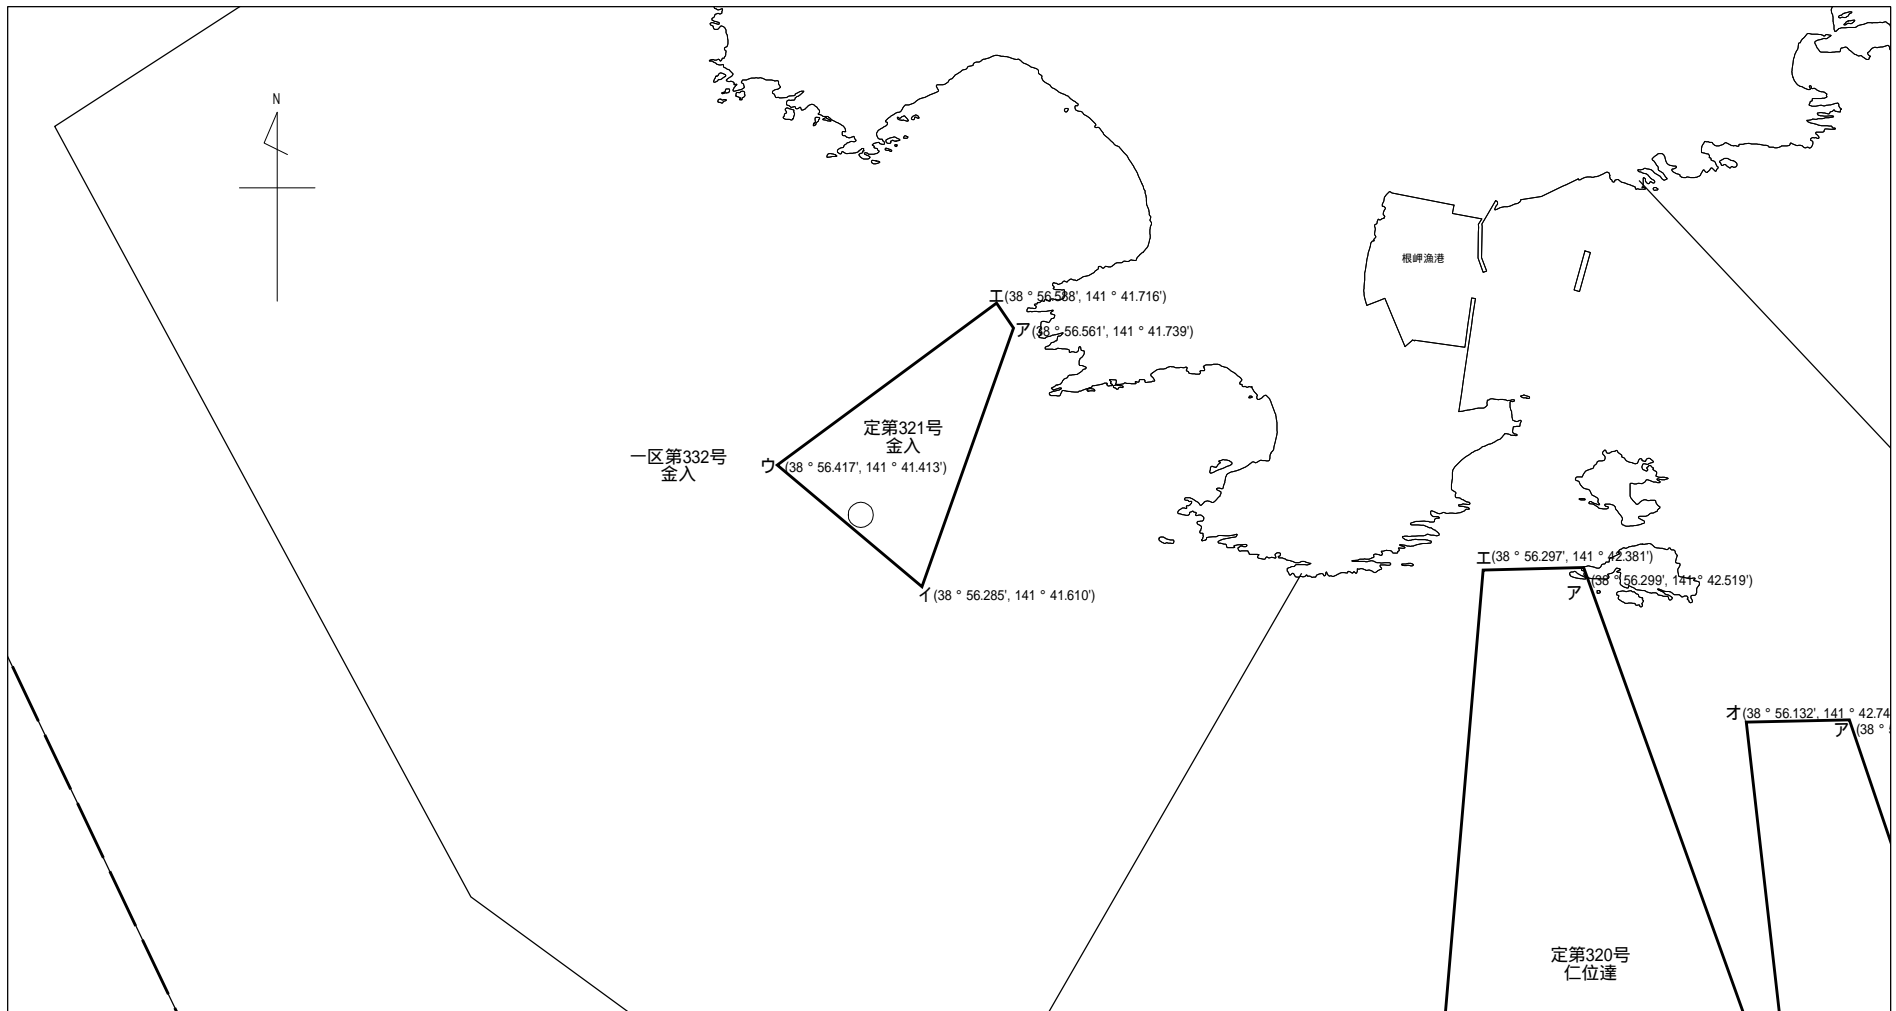 N
根岬漁港
エ(38 ° 56.588', 141 ° 41.716')
ア(38 ° 56.561', 141 ° 41.739')
定第321号
金入
一区第332号
金入
ウ(38 ° 56.417', 141 ° 41.413')
イ(38 ° 56.285', 141 ° 41.610')
エ(38 ° 56.297', 141 ° 42.381')
ア(38 ° 56.299', 141 ° 42.519')
オ(38 ° 56.132', 141 ° 42.74
ア(38 °
定第320号
仁位達